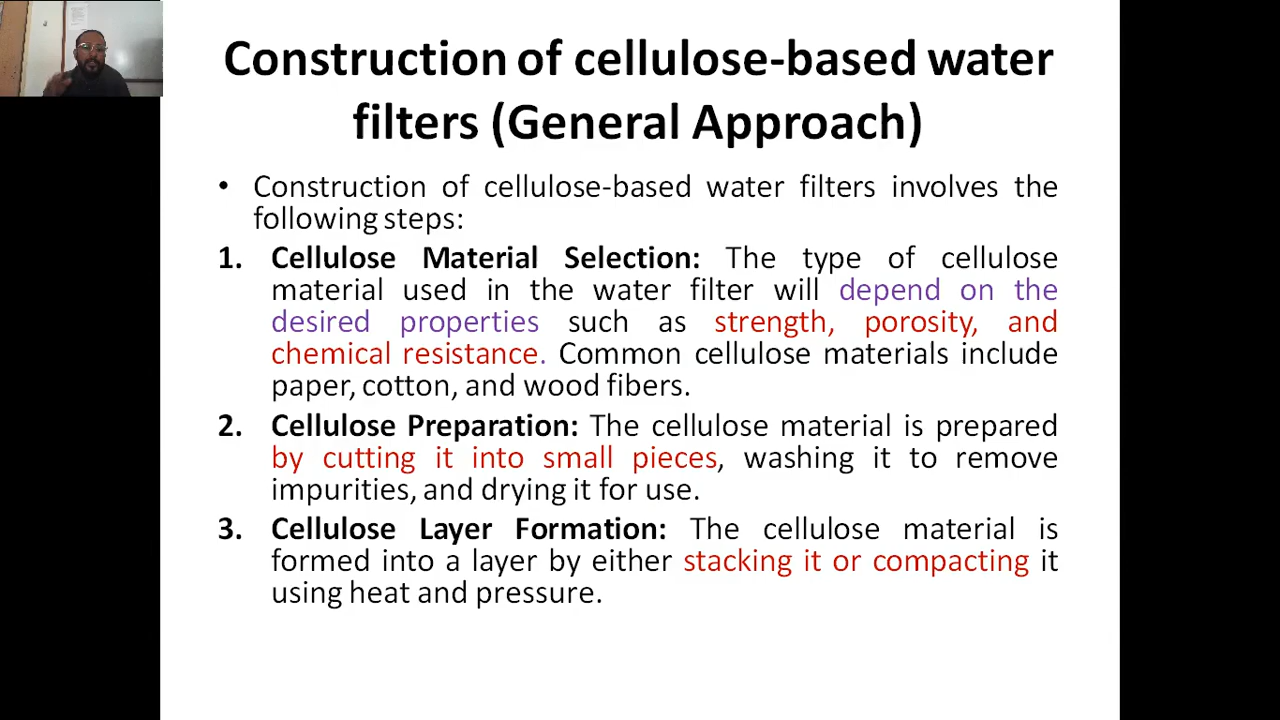 Construction of cellulose-based water
filters (General Approach)
• Construction of cellulose-based water filters involves the
following steps:
1. Cellulose Material Selection: The type of cellulose
material used in the water filter will depend on the
desired properties such as strength, porosity, and
chemical resistance. Common cellulose materials include
paper, cotton, and wood fibers.
2. Cellulose Preparation: The cellulose material is prepared
by cutting it into small pieces, washing it to remove
impurities, and drying it for use.
3. Cellulose Layer Formation: The cellulose material is
formed into a layer by either stacking it or compacting it
using heat and pressure.